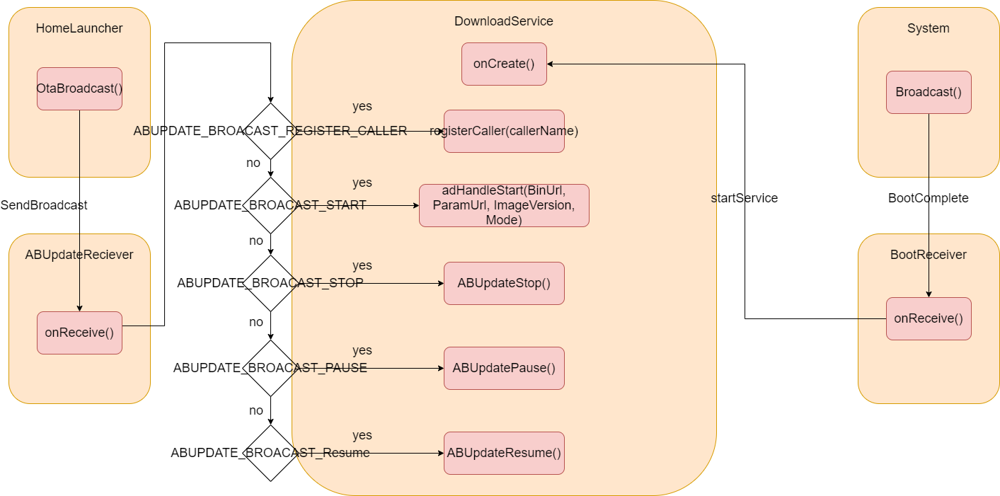 HomeLauncher
OtaBroadcast()
SendBroadcast
ABUpdateReciever
onReceive()
DownloadService
onCreate()
ABUPDATE_BROACAST_REGISTER_CALLER
yes
registerCaller(callerName)
no
ABUPDATE_BROACAST_START
yes
adHandleStart(BinUrl,
ParamUrl, ImageVersion,
Mode)
no
ABUPDATE_BROACAST_STOP
yes
ABUpdateStop()
no
ABUPDATE_BROACAST_PAUSE
yes
ABUpdatePause()
no
ABUPDATE_BROACAST_Resume
yes
ABUpdateResume()
startService
System
Broadcast()
BootComplete
BootReceiver
onReceive()